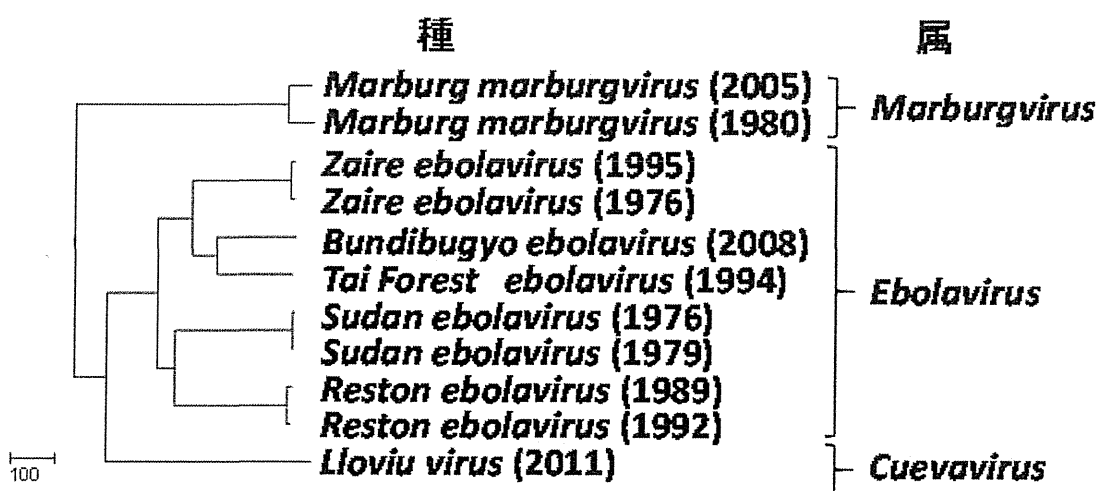 種 属
Marburg marburgvirus (2005)
Marburg marburgvirus (1980)
Marburgvirus
Zaire ebolavirus (1995)
Zaire ebolavirus (1976)
Bundibugyo ebolavirus (2008)
Tai Forest ebolavirus (1994)
Sudan ebolavirus (1976)
Sudan ebolavirus (1979)
Reston ebolavirus (1989)
Reston ebolavirus (1992)
Ebolavirus
Lloviu virus (2011)
Cuevavirus
100